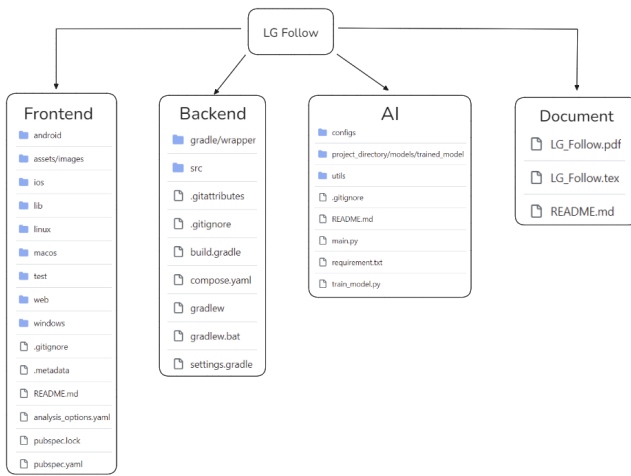 LG Follow
Frontend
android
assets/images
ios
lib
linux
macos
test
web
windows
.gitignore
.metadata
README.md
analysis_options.yaml
pubspec.lock
pubspec.yaml
Backend
gradle/wrapper
src
.gitattributes
.gitignore
build.gradle
compose.yaml
gradlew
gradlew.bat
settings.gradle
AI
configs
project_directory/models/trained_model
utils
.gitignore
README.md
main.py
requirement.txt
train_model.py
Document
LG_Follow.pdf
LG_Follow.tex
README.md